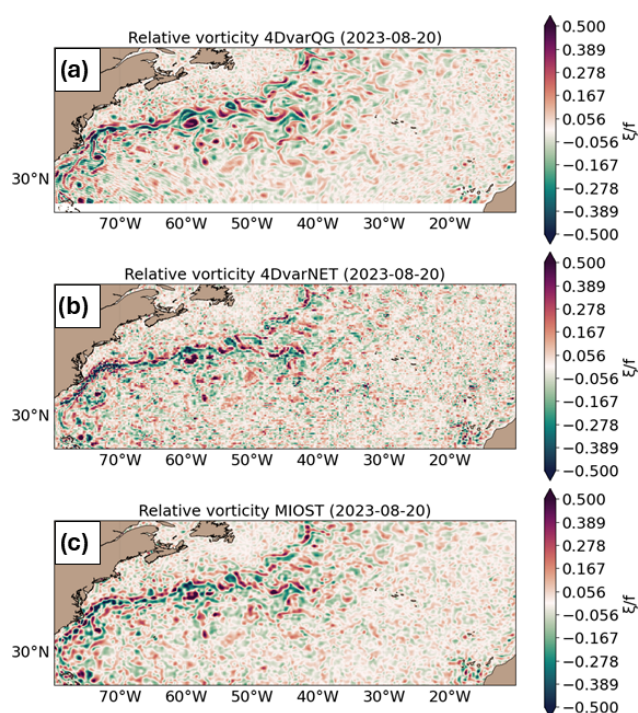 Relative vorticity 4DvarQG (2023-08-20)
(a)
30°N
70°W 60°W 50°W 40°W 30°W 20°W
0.500
0.389
0.278
0.167
0.056
−0.056
−0.167
−0.278
−0.389
−0.500
ξ/f
Relative vorticity 4DvarNET (2023-08-20)
(b)
30°N
70°W 60°W 50°W 40°W 30°W 20°W
0.500
0.389
0.278
0.167
0.056
−0.056
−0.167
−0.278
−0.389
−0.500
ξ/f
Relative vorticity MIOST (2023-08-20)
(c)
30°N
70°W 60°W 50°W 40°W 30°W 20°W
0.500
0.389
0.278
0.167
0.056
−0.056
−0.167
−0.278
−0.389
−0.500
ξ/f